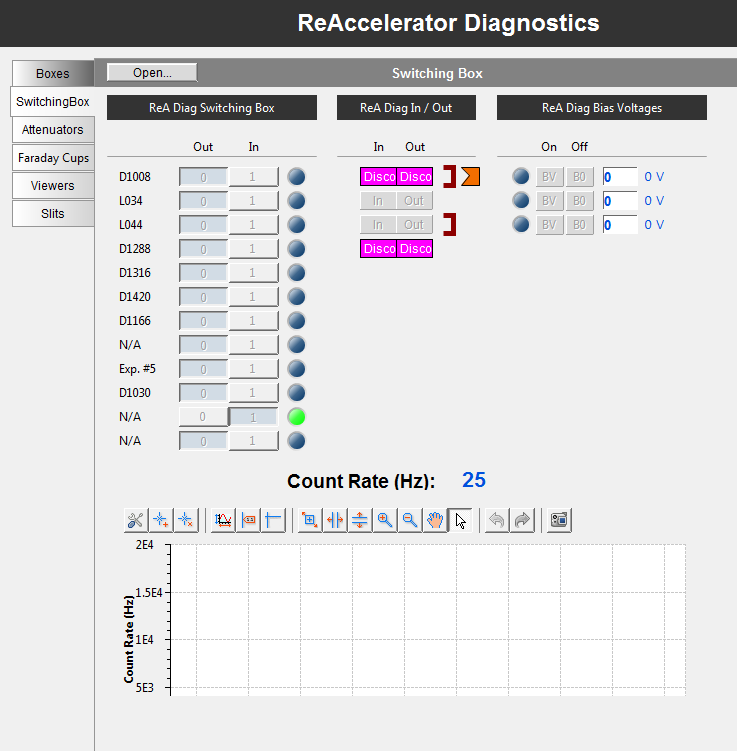 ReAccelerator Diagnostics
Boxes
SwitchingBox
Attenuators
Faraday Cups
Viewers
Slits
Open... Switching Box
ReA Diag Switching Box ReA Diag In / Out ReA Diag Bias Voltages
Out In In Out On Off
D1008 0 1 Disco Disco BV B0 0 0 V
L034 0 1 In Out BV B0 0 0 V
L044 0 1 In Out BV B0 0 0 V
D1288 0 1 Disco Disco
D1316 0 1
D1420 0 1
D1166 0 1
N/A 0 1
Exp. #5 0 1
D1030 0 1
N/A 0 1
N/A 0 1
Count Rate (Hz): 25
2E4
1.5E4
1E4
5E3
Count Rate (Hz)